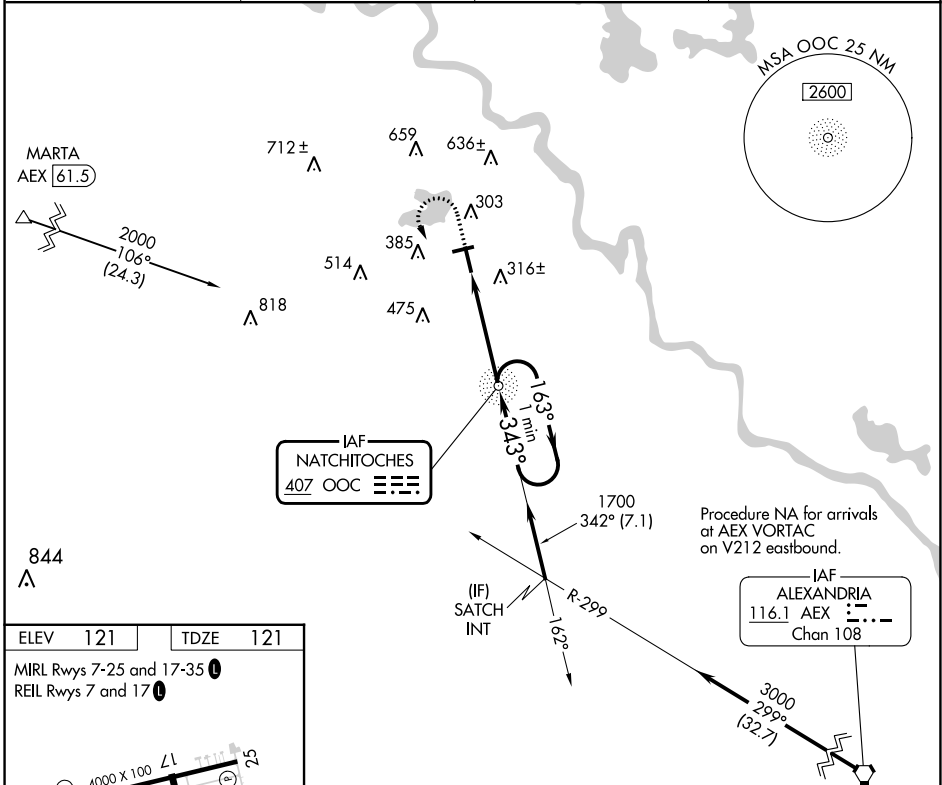 MSA OOC 25 NM
2600
MARTA
AEX 61.5
2000
106°
(24.3)
712 ±
659
636±
303
385
514
316±
818
475
IAF
NATCHITOCHES
407 OOC
163°
1 min
343°
1700
342° (7.1)
Procedure NA for arrivals
at AEX VORTAC
on V212 eastbound.
IAF
ALEXANDRIA
116.1 AEX
Chan 108
844
(IF)
SATCH
INT
R-299
162°
3000
299°
(32.7)
ELEV 121
TDZE 121
MIRL Rwys 7-25 and 17-35 L
REIL Rwys 7 and 17 L
4000 X 100
17
25
P